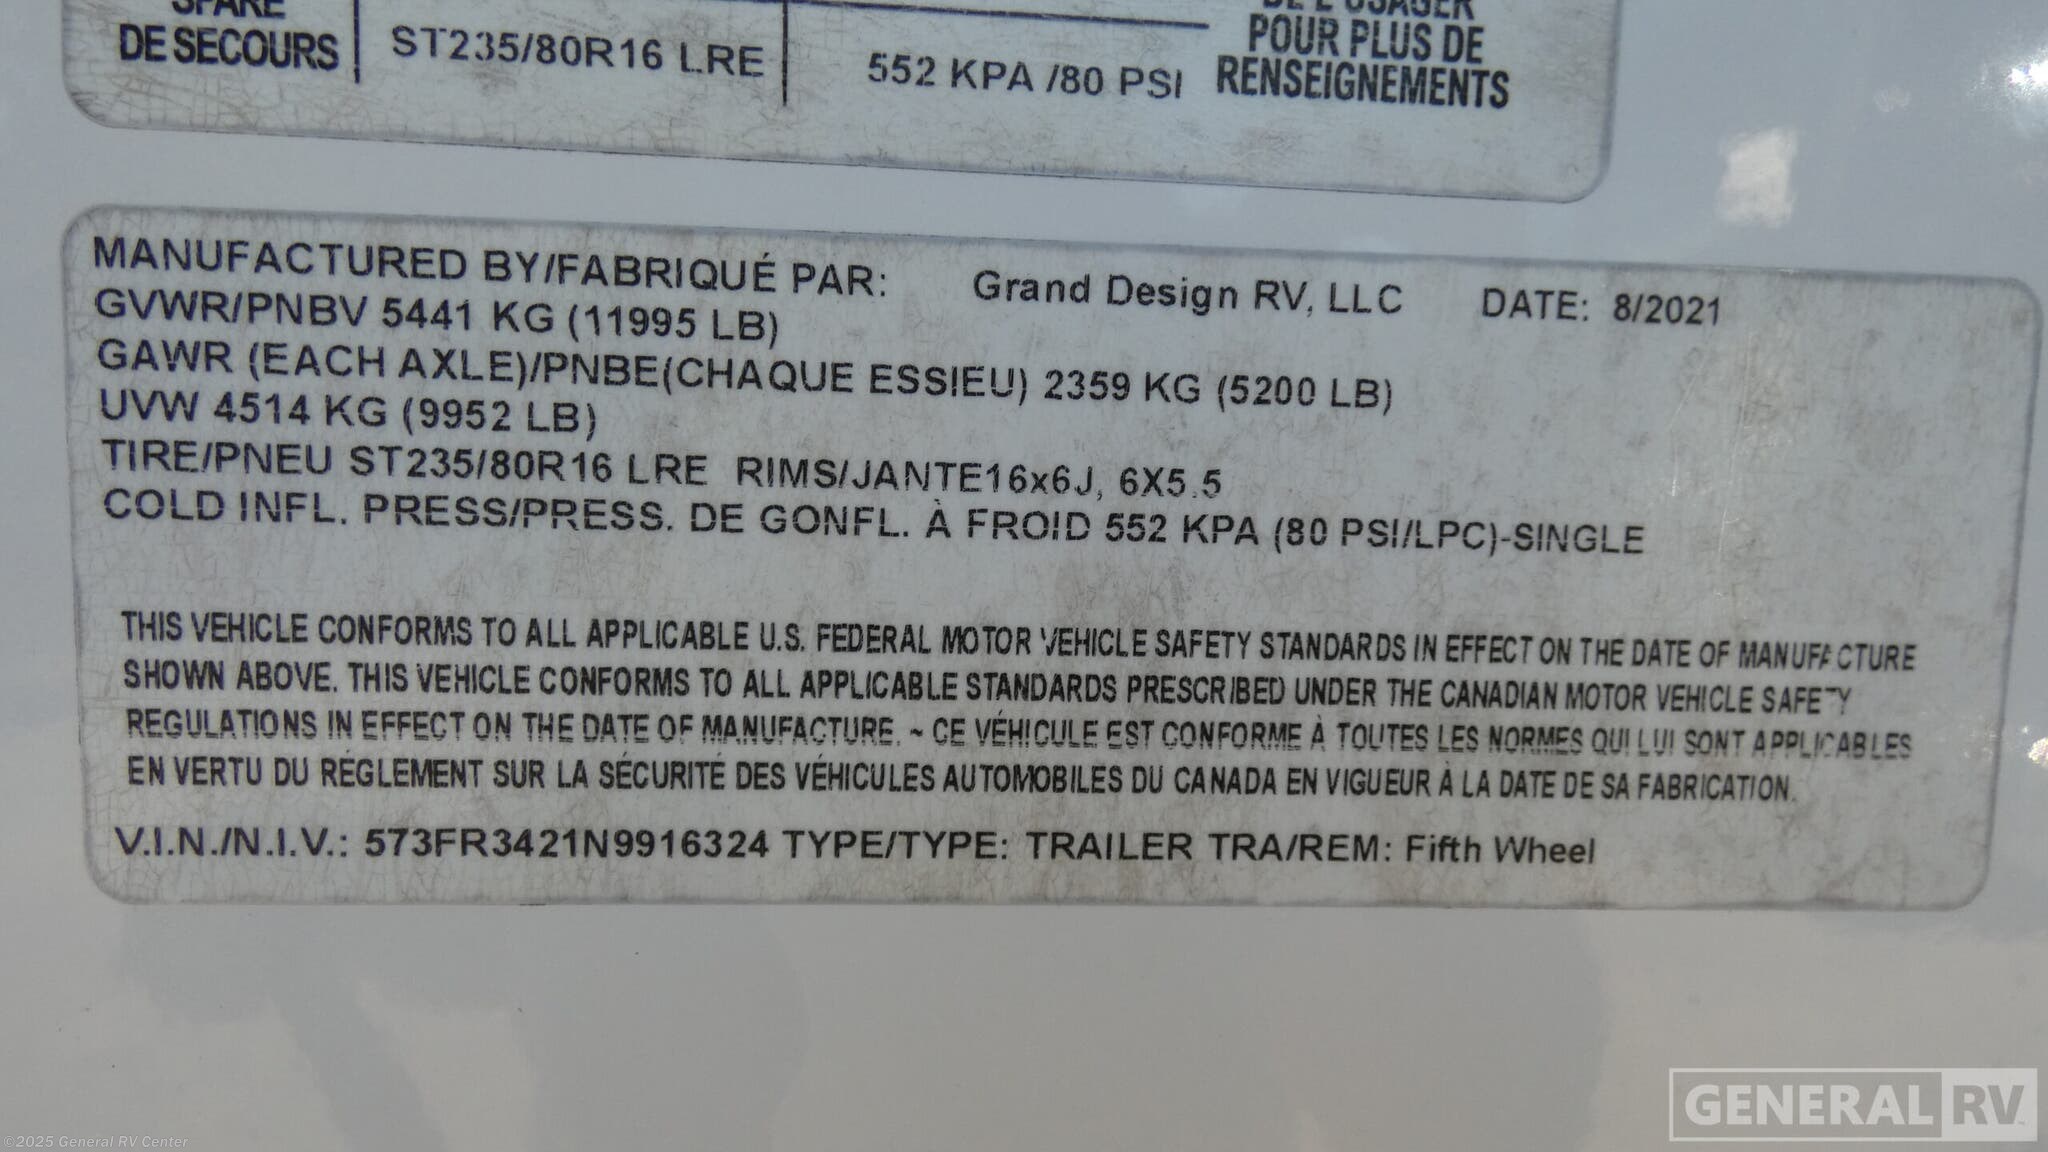 SPARE
DE SECOURS
ST235/80R16 LRE
552 KPA /80 PSI
DE L'USAGER
POUR PLUS DE
RENSEIGNEMENTS
MANUFACTURED BY/FABRIQUÉ PAR: Grand Design RV, LLC DATE: 8/2021
GVWR/PNBV 5441 KG (11995 LB)
GAWR (EACH AXLE)/PNBE(CHAQUE ESSIEU) 2359 KG (5200 LB)
UVW 4514 KG (9952 LB)
TIRE/PNEU ST235/80R16 LRE RIMS/JANTE16x6J, 6X5.5
COLD INFL. PRESS/PRESS. DE GONFL. À FROID 552 KPA (80 PSI/LPC)-SINGLE
THIS VEHICLE CONFORMS TO ALL APPLICABLE U.S. FEDERAL MOTOR VEHICLE SAFETY STANDARDS IN EFFECT ON THE DATE OF MANUFACTURE
SHOWN ABOVE. THIS VEHICLE CONFORMS TO ALL APPLICABLE STANDARDS PRESCRIBED UNDER THE CANADIAN MOTOR VEHICLE SAFETY
REGULATIONS IN EFFECT ON THE DATE OF MANUFACTURE. ~ CE VÉHICULE EST CONFORME À TOUTES LES NORMES QUI LUI SONT APPLICABLES
EN VERTU DU RÉGLEMENT SUR LA SÉCURITÉ DES VÉHICULES AUTOMOBILES DU CANADA EN VIGUEUR À LA DATE DE SA FABRICATION.
V.I.N./N.I.V.: 573FR3421N9916324 TYPE/TYPE: TRAILER TRA/REM: Fifth Wheel
GENERAL RV
©2025 General RV Center